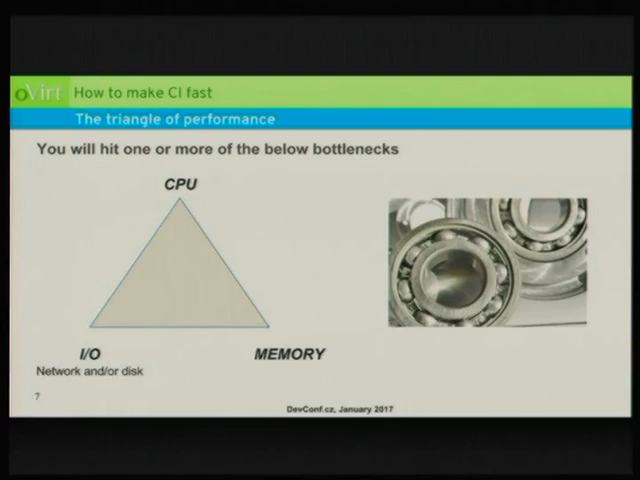 oVirt
How to make CI fast
The triangle of performance
You will hit one or more of the below bottlenecks
CPU
I/O
MEMORY
Network and/or disk
7
DevConf.cz, January 2017